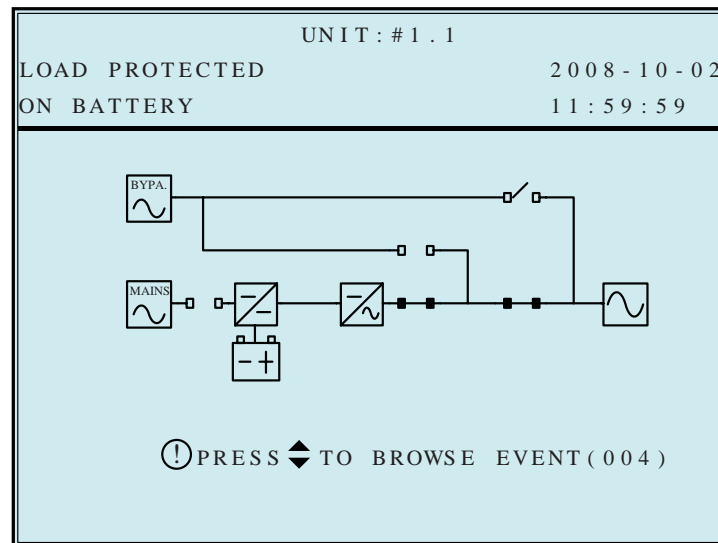 UNIT:#1.1
LOAD PROTECTED 2008-10-02
ON BATTERY 11:59:59
BYPA.
MAINS
PRESS TO BROWSE EVENT(004)